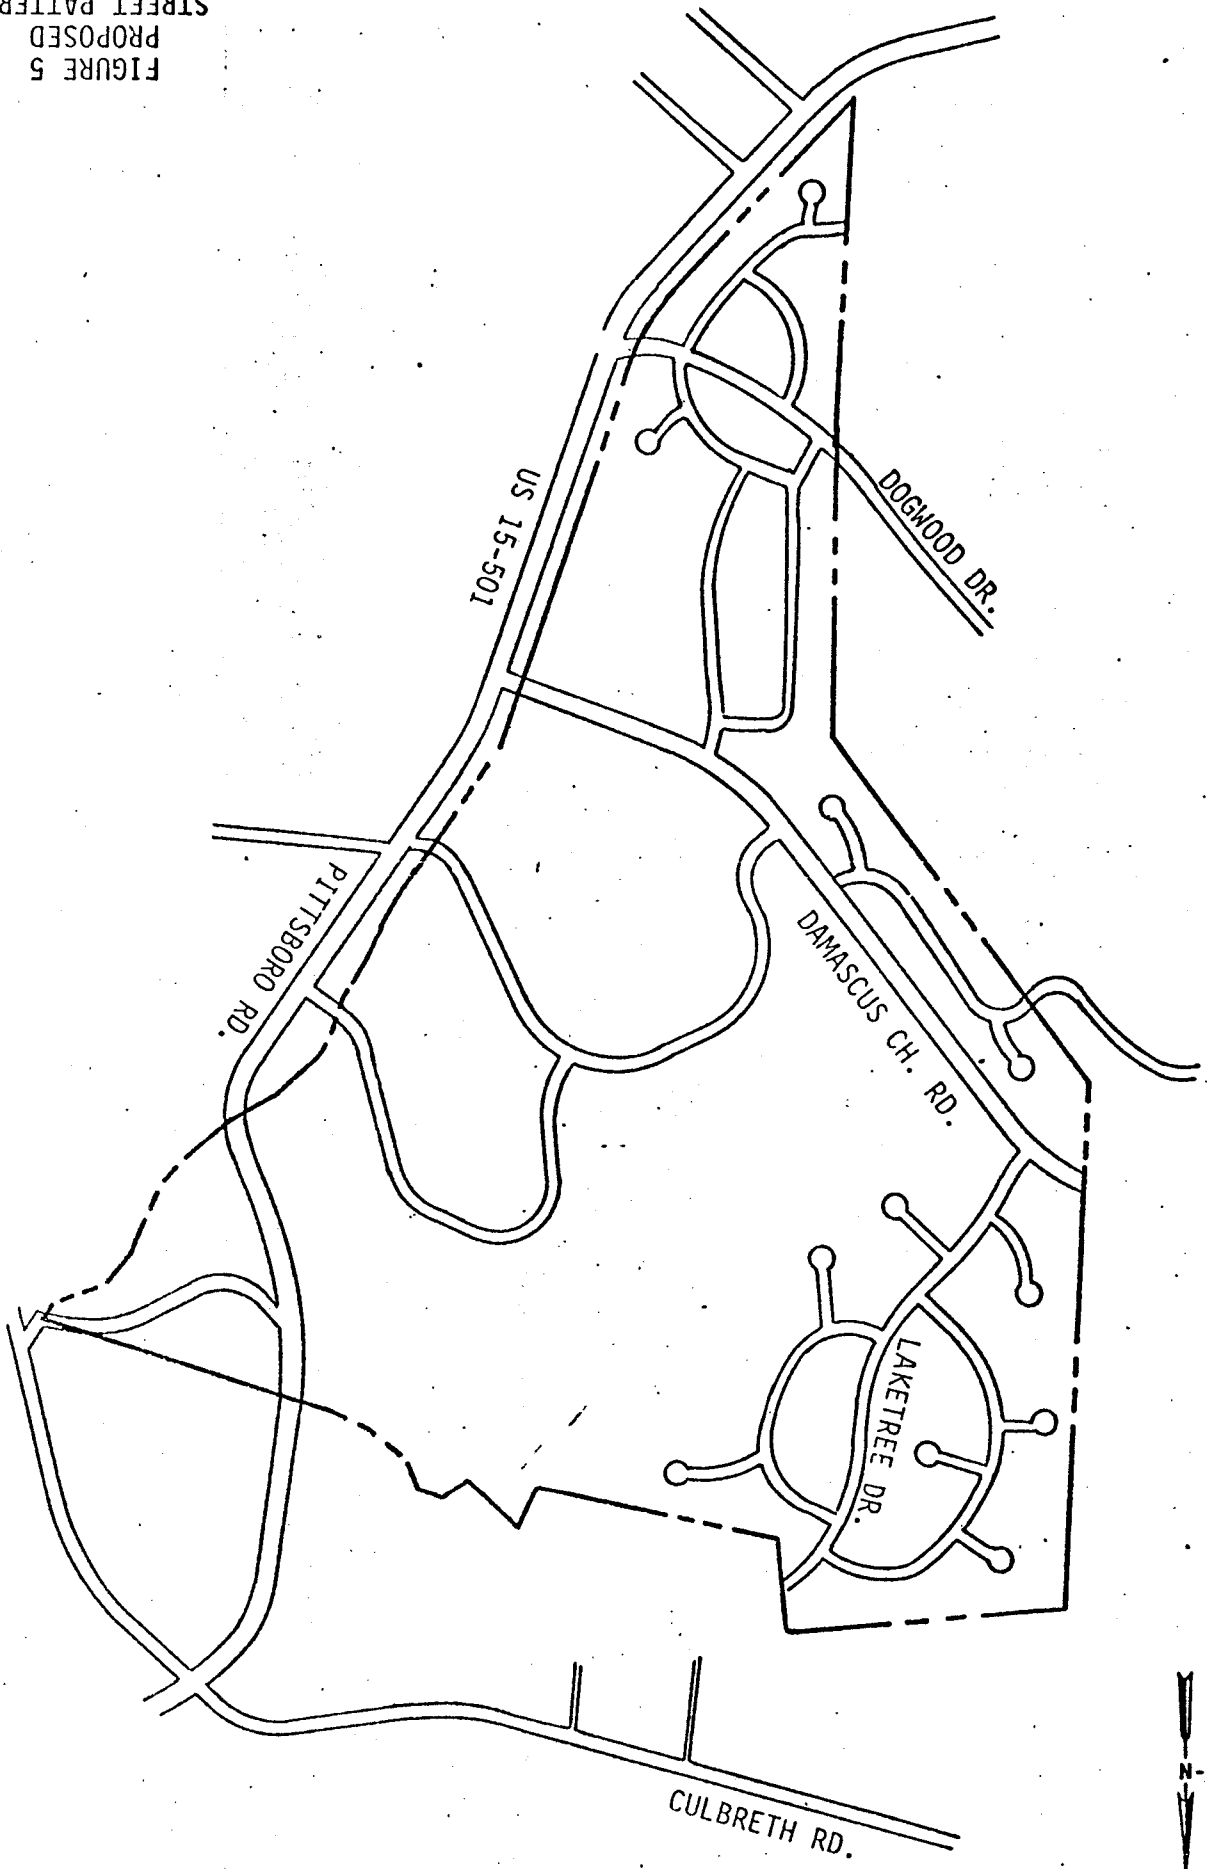 FIGURE 5
PROPOSED
STREET PATTER
DOGWOOD DR.
US 15-501
PITTSBORO RD.
DAMASCUS CH. RD.
LAKETREE DR.
CULBRETH RD.
N